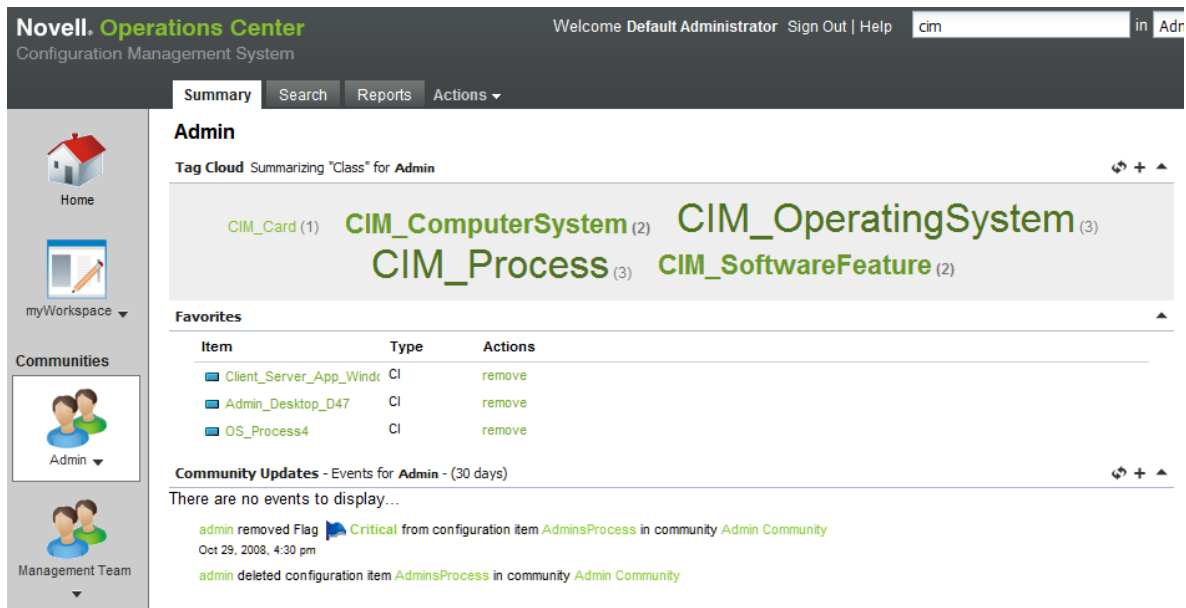 Novell® Operations Center
Configuration Management System
Welcome Default Administrator Sign Out | Help
cim
in
Summary
Search
Reports
Actions
Home
myWorkspace
Communities
Admin
Management Team
Admin
Tag Cloud Summarizing "Class" for Admin
CIM_Card (1) CIM_ComputerSystem (2) CIM_OperatingSystem (3)
CIM_Process (3) CIM_SoftwareFeature (2)
Favorites
Item Type Actions
Client_Server_App_Windo CI remove
Admin_Desktop_D47 CI remove
OS_Process4 CI remove
Community Updates - Events for Admin - (30 days)
There are no events to display...
admin removed Flag Critical from configuration item AdminsProcess in community Admin Community
Oct 29, 2008, 4:30 pm
admin deleted configuration item AdminsProcess in community Admin Community